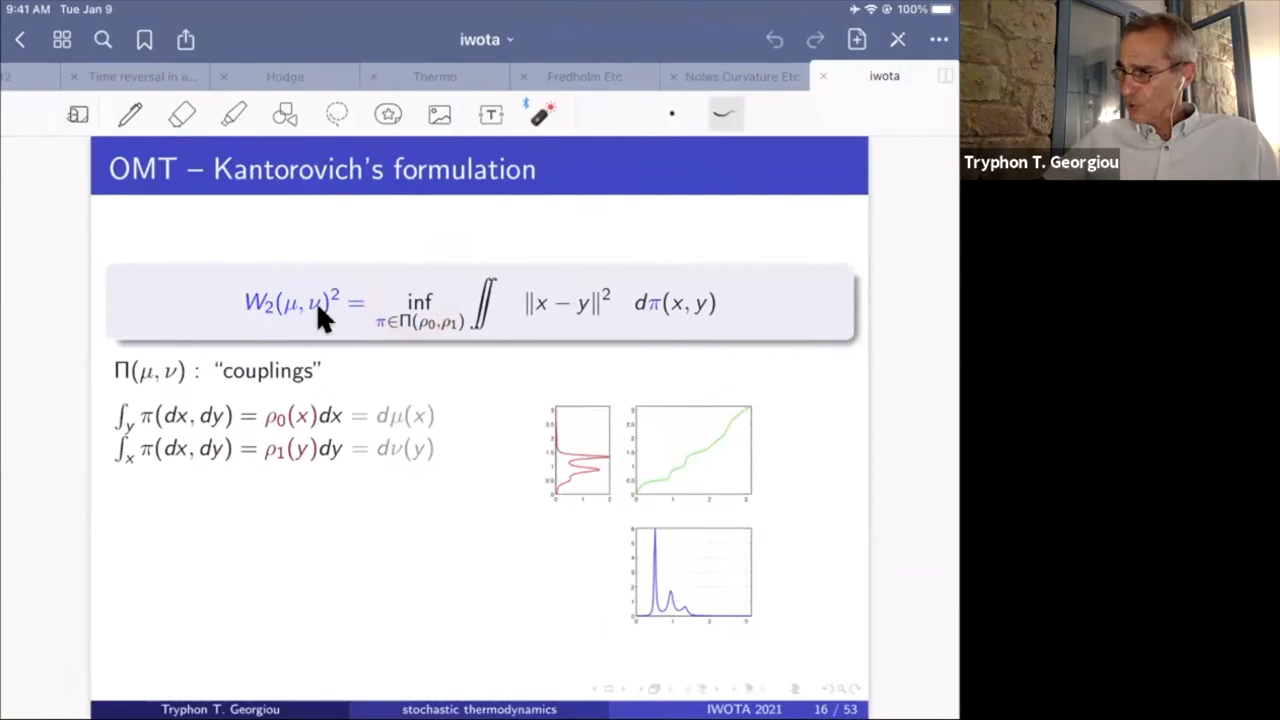 9:41 AM Tue Jan 9
100%
iwota
Time reversal in a...
Hodge
Thermo
Fredholm Etc
Notes Curvature Etc
iwota
OMT – Kantorovich's formulation
W₂(μ, ν)² = inf π∈Π(ρ₀,ρ₁) ∬ ‖x − y‖² dπ(x, y)
Π(μ, ν) : “couplings”
∫_y π(dx, dy) = ρ₀(x)dx = dμ(x)
∫_x π(dx, dy) = ρ₁(y)dy = dν(y)
Tryphon T. Georgiou
stochastic thermodynamics
IWOTA 2021
16 / 53
Tryphon T. Georgiou